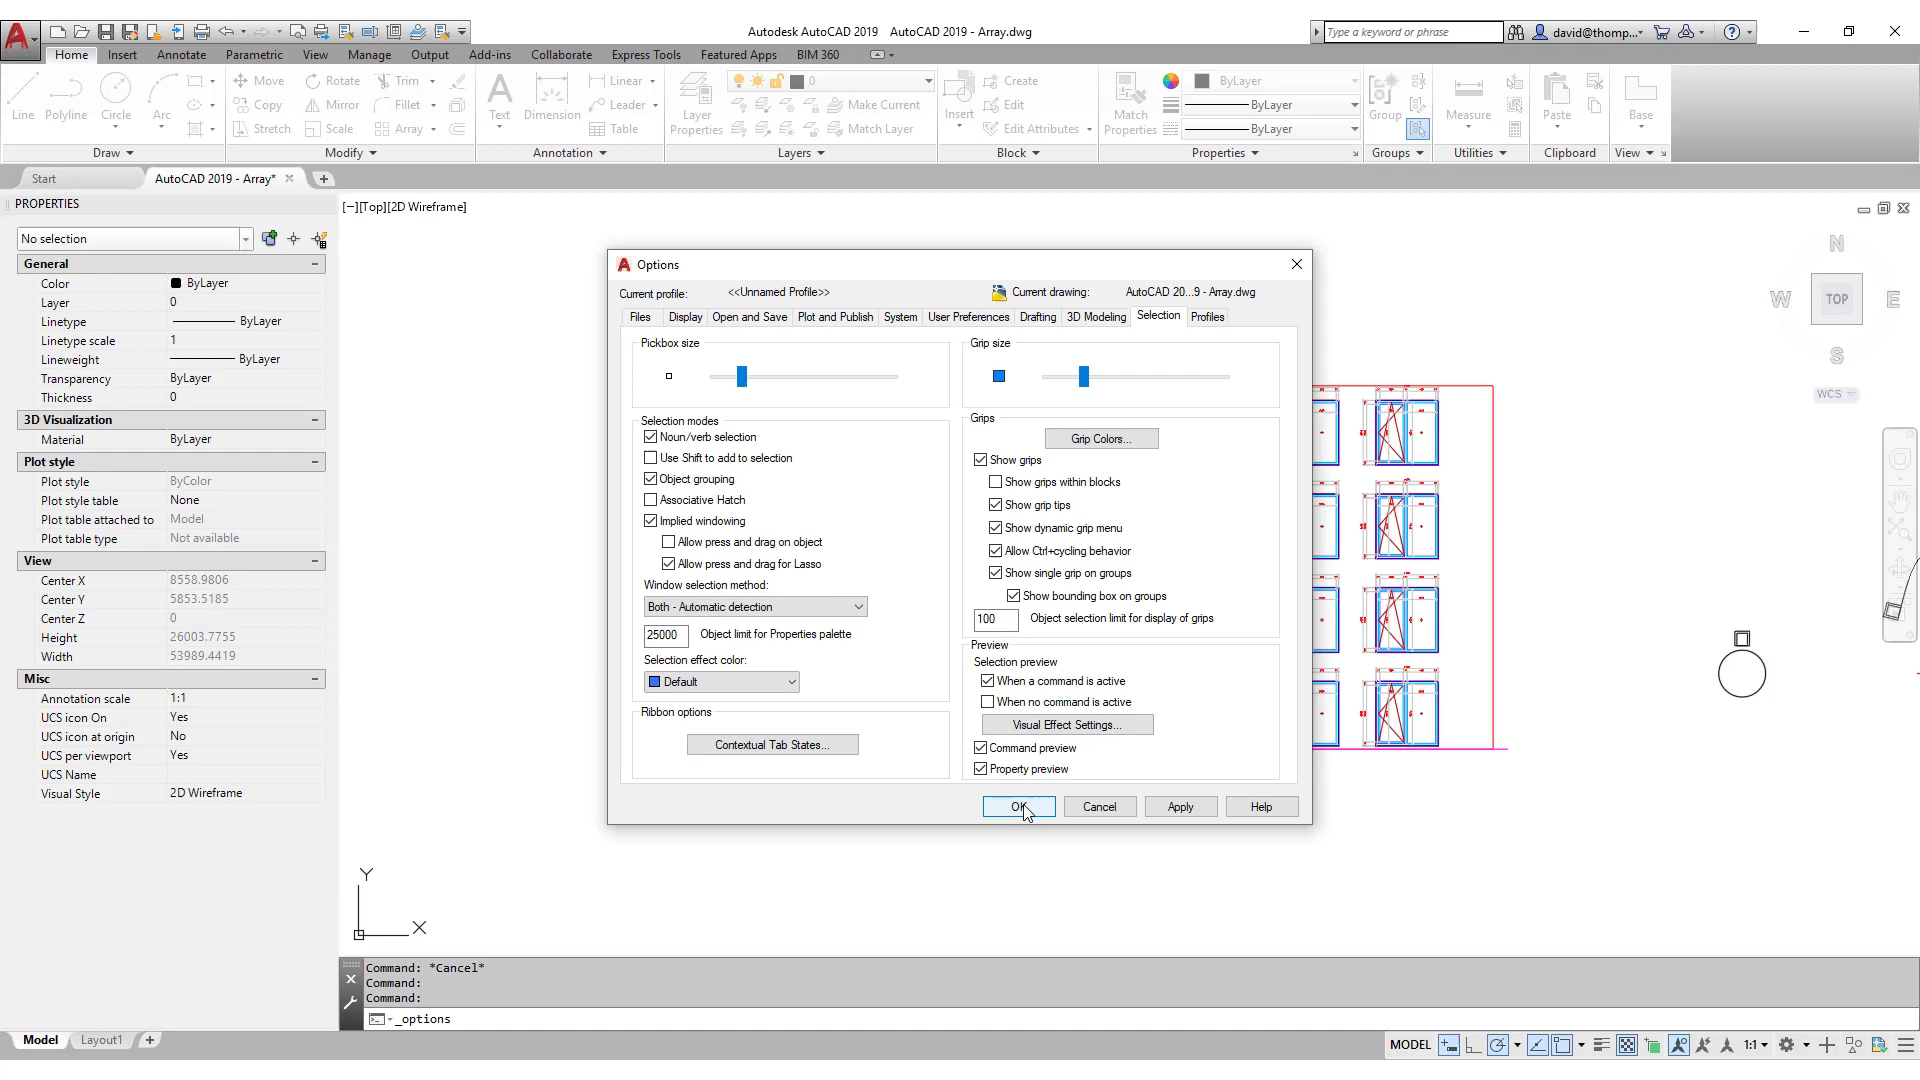 Autodesk AutoCAD 2019 AutoCAD 2019 - Array.dwg
Type a keyword or phrase
david@thomp...
Home Insert Annotate Parametric View Manage Output Add-ins Collaborate Express Tools Featured Apps BIM 360
Line Polyline Circle Arc
Move Rotate Trim
Copy Mirror Fillet
Stretch Scale Array
Text Dimension
Linear
Leader
Table
Layer Properties
0
Make Current
Match Layer
Insert
Create
Edit
Edit Attributes
Match Properties
ByLayer
ByLayer
ByLayer
Group
Measure
Paste
Base
Draw Modify Annotation Layers Block Properties Groups Utilities Clipboard View
Start AutoCAD 2019 - Array*
PROPERTIES
[−][Top][2D Wireframe]
No selection
General
Color ByLayer
Layer 0
Linetype ByLayer
Linetype scale 1
Lineweight ByLayer
Transparency ByLayer
Thickness 0
3D Visualization
Material ByLayer
Plot style
Plot style ByColor
Plot style table None
Plot table attached to Model
Plot table type Not available
View
Center X 8558.9806
Center Y 5853.5185
Center Z 0
Height 26003.7755
Width 53989.4419
Misc
Annotation scale 1:1
UCS icon On Yes
UCS icon at origin No
UCS per viewport Yes
UCS Name
Visual Style 2D Wireframe
Options
Current profile: <<Unnamed Profile>> Current drawing: AutoCAD 20...9 - Array.dwg
Files Display Open and Save Plot and Publish System User Preferences Drafting 3D Modeling Selection Profiles
Pickbox size
Selection modes
Noun/verb selection
Use Shift to add to selection
Object grouping
Associative Hatch
Implied windowing
Allow press and drag on object
Allow press and drag for Lasso
Window selection method:
Both - Automatic detection
25000 Object limit for Properties palette
Selection effect color:
Default
Ribbon options
Contextual Tab States...
Grip size
Grips
Grip Colors...
Show grips
Show grips within blocks
Show grip tips
Show dynamic grip menu
Allow Ctrl+cycling behavior
Show single grip on groups
Show bounding box on groups
100 Object selection limit for display of grips
Preview
Selection preview
When a command is active
When no command is active
Visual Effect Settings...
Command preview
Property preview
OK Cancel Apply Help
N
W TOP E
S
WCS
Y
X
Command: *Cancel*
Command:
Command:
_options
Model Layout1
MODEL 1:1